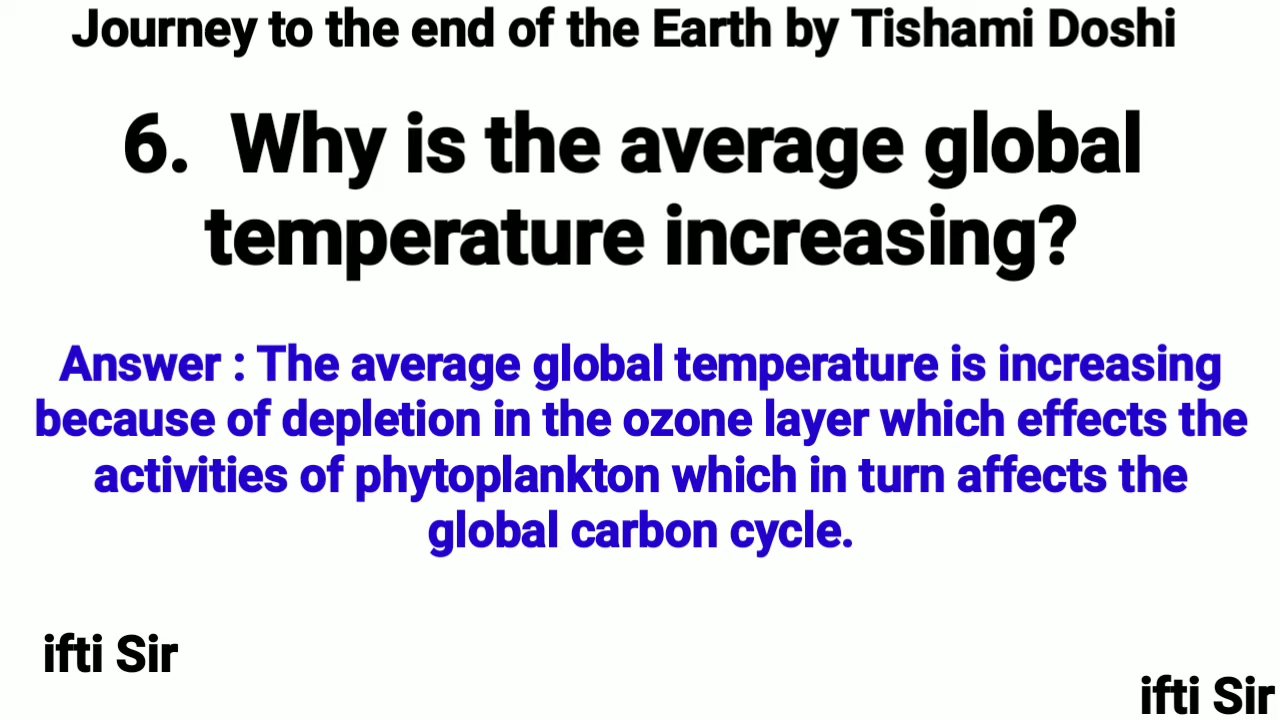 Journey to the end of the Earth by Tishami Doshi
6. Why is the average global
temperature increasing?
Answer : The average global temperature is increasing
because of depletion in the ozone layer which effects the
activities of phytoplankton which in turn affects the
global carbon cycle.
ifti Sir
ifti Sir